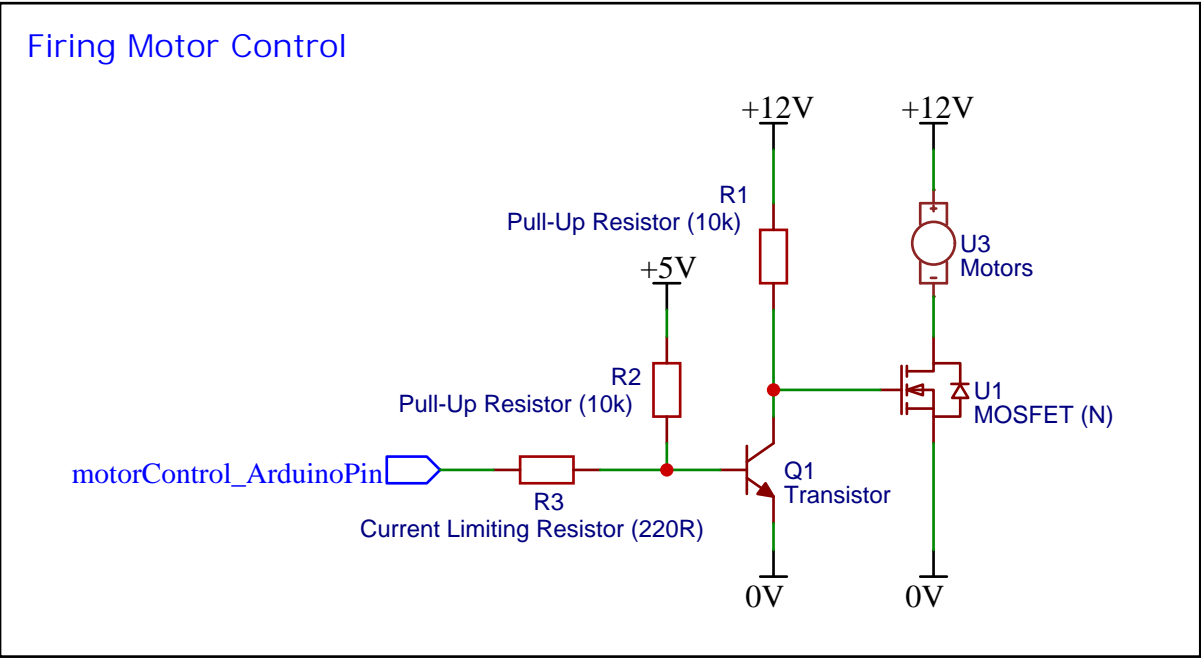 Firing Motor Control
+12V
+12V
R1
Pull-Up Resistor (10k)
U3
Motors
+5V
R2
Pull-Up Resistor (10k)
U1
MOSFET (N)
motorControl_ArduinoPin
Q1
Transistor
R3
Current Limiting Resistor (220R)
0V
0V